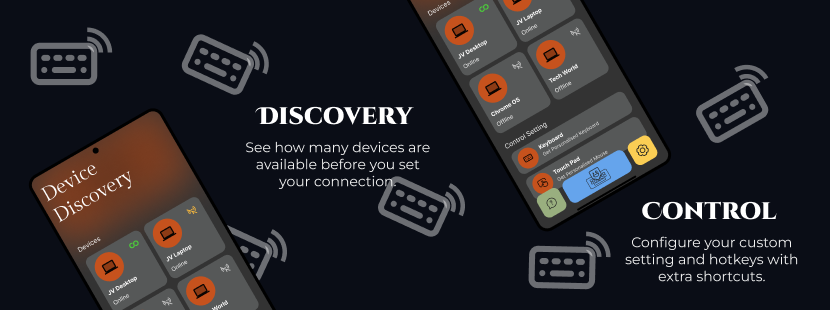 DISCOVERY
See how many devices are
available before you set
your connection.
Device
Discovery
Devices
JV Desktop
Online
JV Laptop
Online
World
Devices
JV Desktop
Online
JV Laptop
Online
Chrome OS
Offline
Tech World
Offline
Control Setting
Keyboard
Get Personalised Keyboard
Touch Pad
Get Personalised Mouse
CONTROL
Configure your custom
setting and hotkeys with
extra shortcuts.